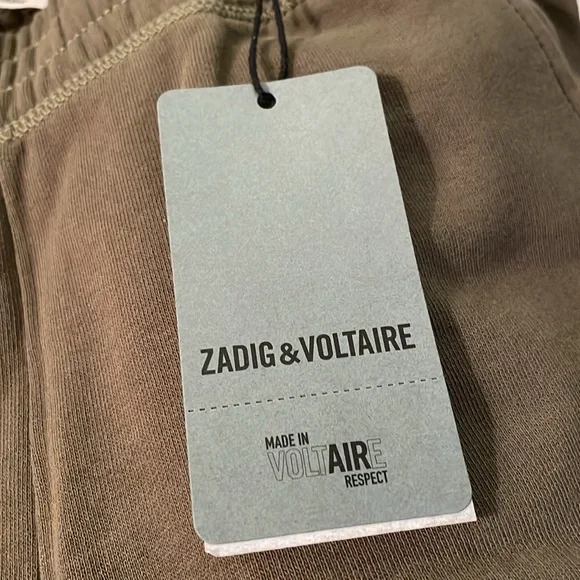 ZADIG & VOLTAIRE
MADE IN
VOLTAIRE
RESPECT